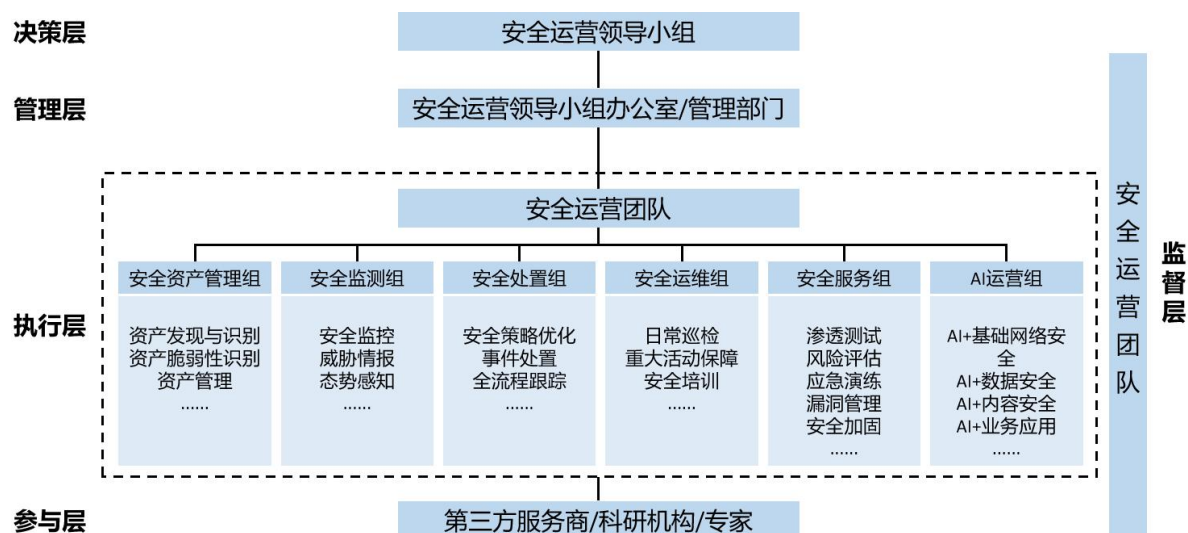 决策层
安全运营领导小组
管理层
安全运营领导小组办公室/管理部门
执行层
安全运营团队
安全资产管理组
资产发现与识别
资产脆弱性识别
资产管理
……
安全监测组
安全监控
威胁情报
态势感知
……
安全处置组
安全策略优化
事件处置
全流程跟踪
……
安全运维组
日常巡检
重大活动保障
安全培训
……
安全服务组
渗透测试
风险评估
应急演练
漏洞管理
安全加固
……
AI运营组
AI+基础网络安
全
AI+数据安全
AI+内容安全
AI+业务应用
……
参与层
第三方服务商/科研机构/专家
安全运营团队
监督层